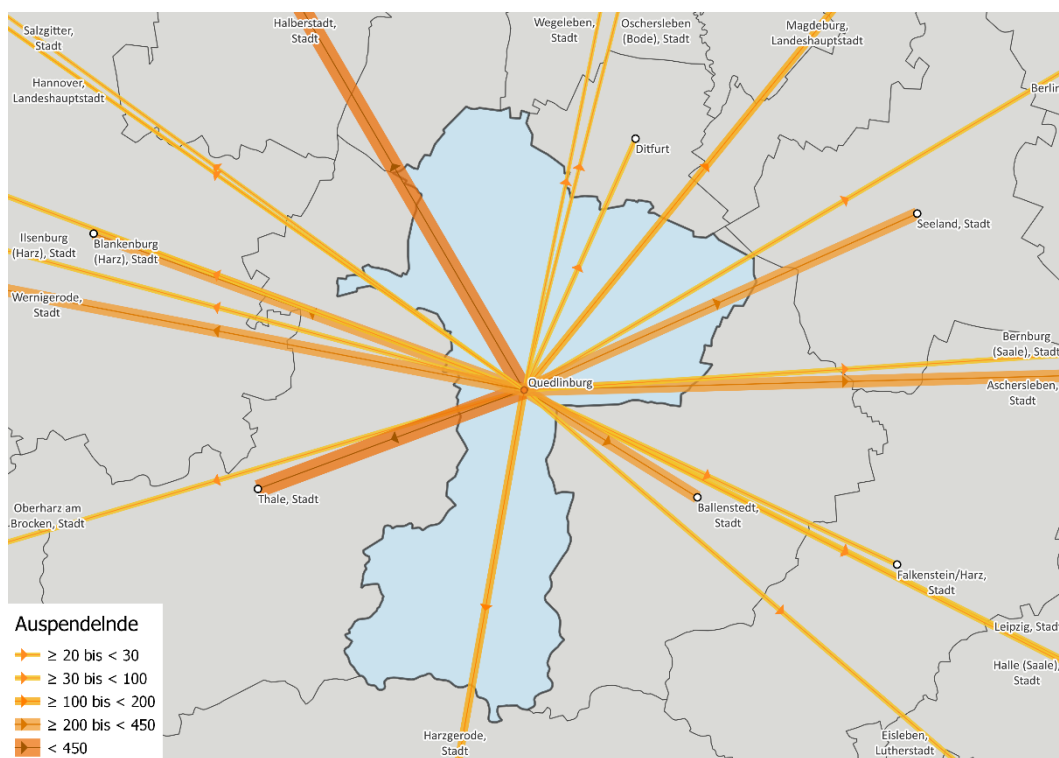 Salzgitter,
Stadt
Halberstadt,
Stadt
Wegeleben,
Stadt
Oschersleben
(Bode), Stadt
Magdeburg,
Landeshauptstadt
Hannover,
Landeshauptstadt
Berlin
Ditfurt
Seeland, Stadt
Ilsenburg
(Harz), Stadt
Blankenburg
(Harz), Stadt
Wernigerode,
Stadt
Bernburg
(Saale), Stadt
Quedlinburg
Aschersleben,
Stadt
Thale, Stadt
Ballenstedt,
Stadt
Oberharz am
Brocken, Stadt
Falkenstein/Harz,
Stadt
Leipzig, Stadt
Halle (Saale),
Stadt
Harzgerode,
Stadt
Eisleben,
Lutherstadt
Auspendelnde
≥ 20 bis < 30
≥ 30 bis < 100
≥ 100 bis < 200
≥ 200 bis < 450
< 450